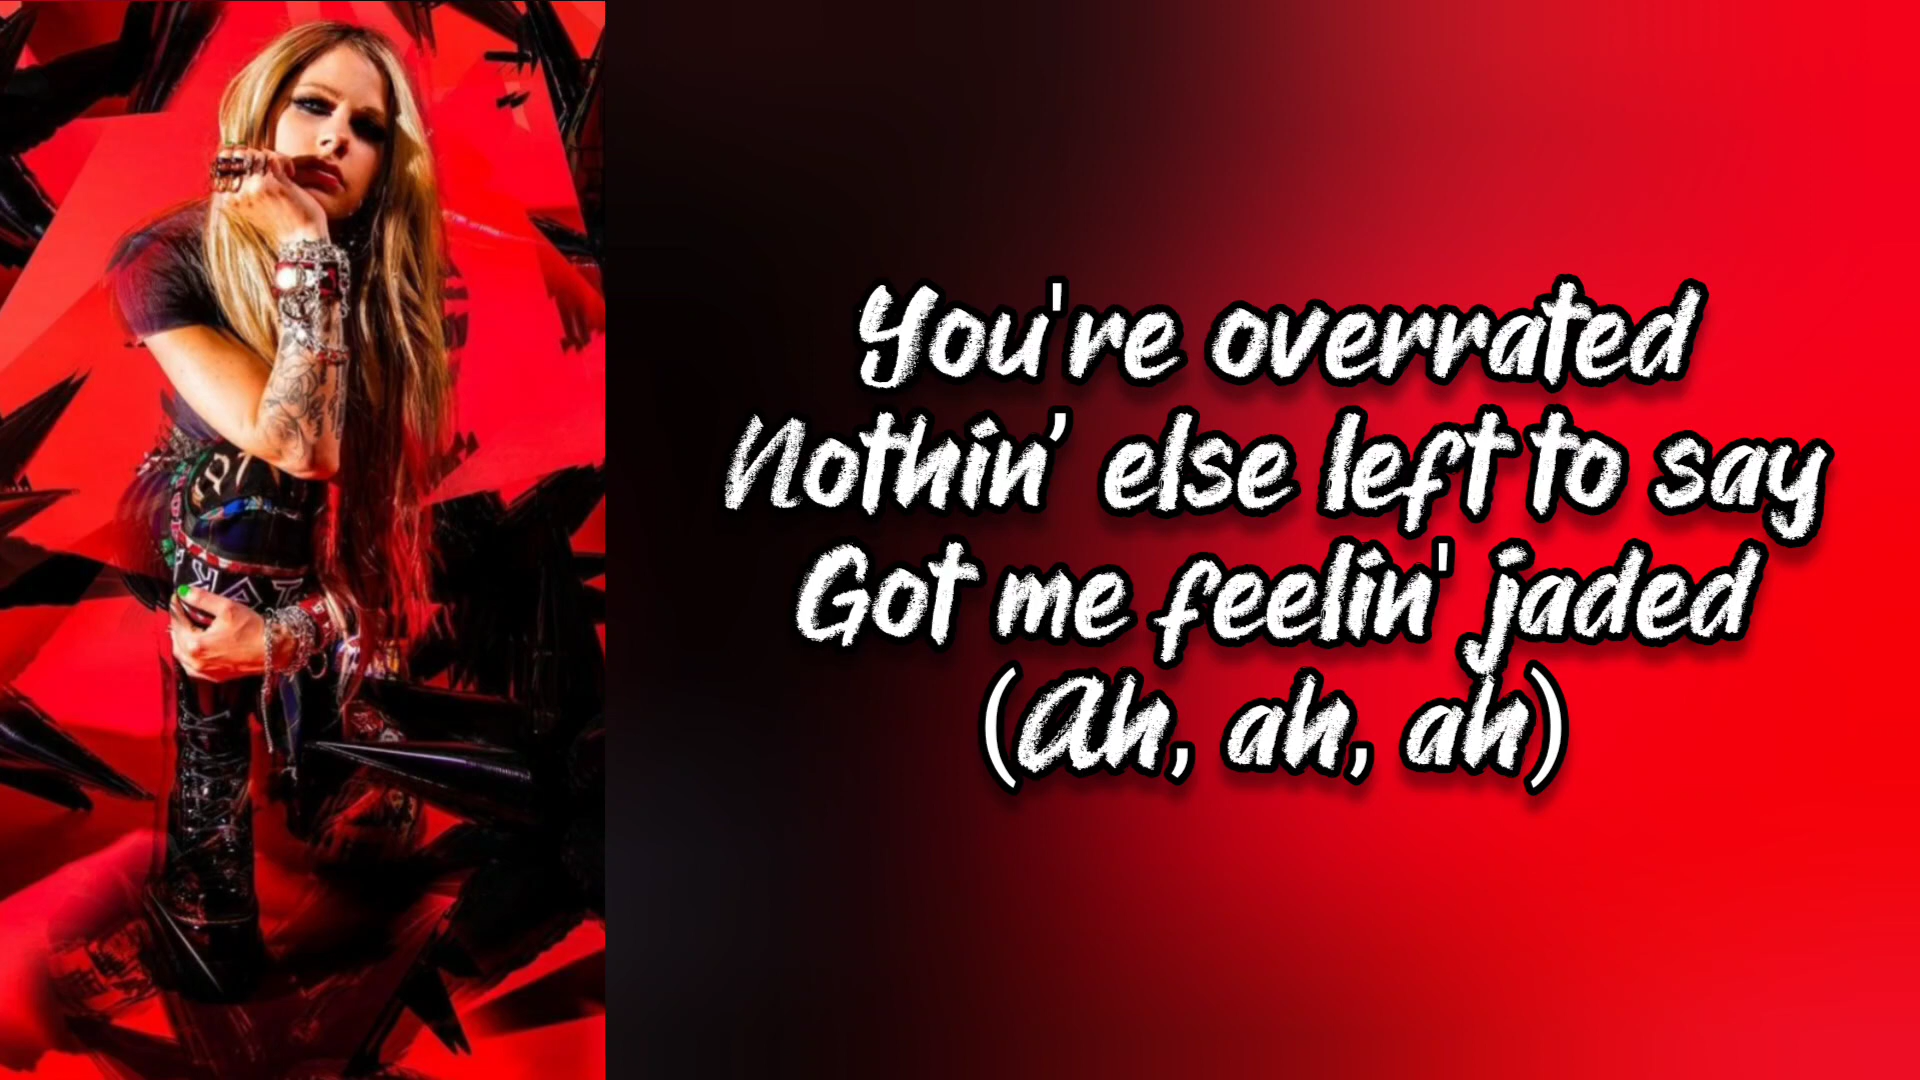 You're overrated
Nothin' else left to say
Got me feelin' jaded
(Ah, ah, ah)